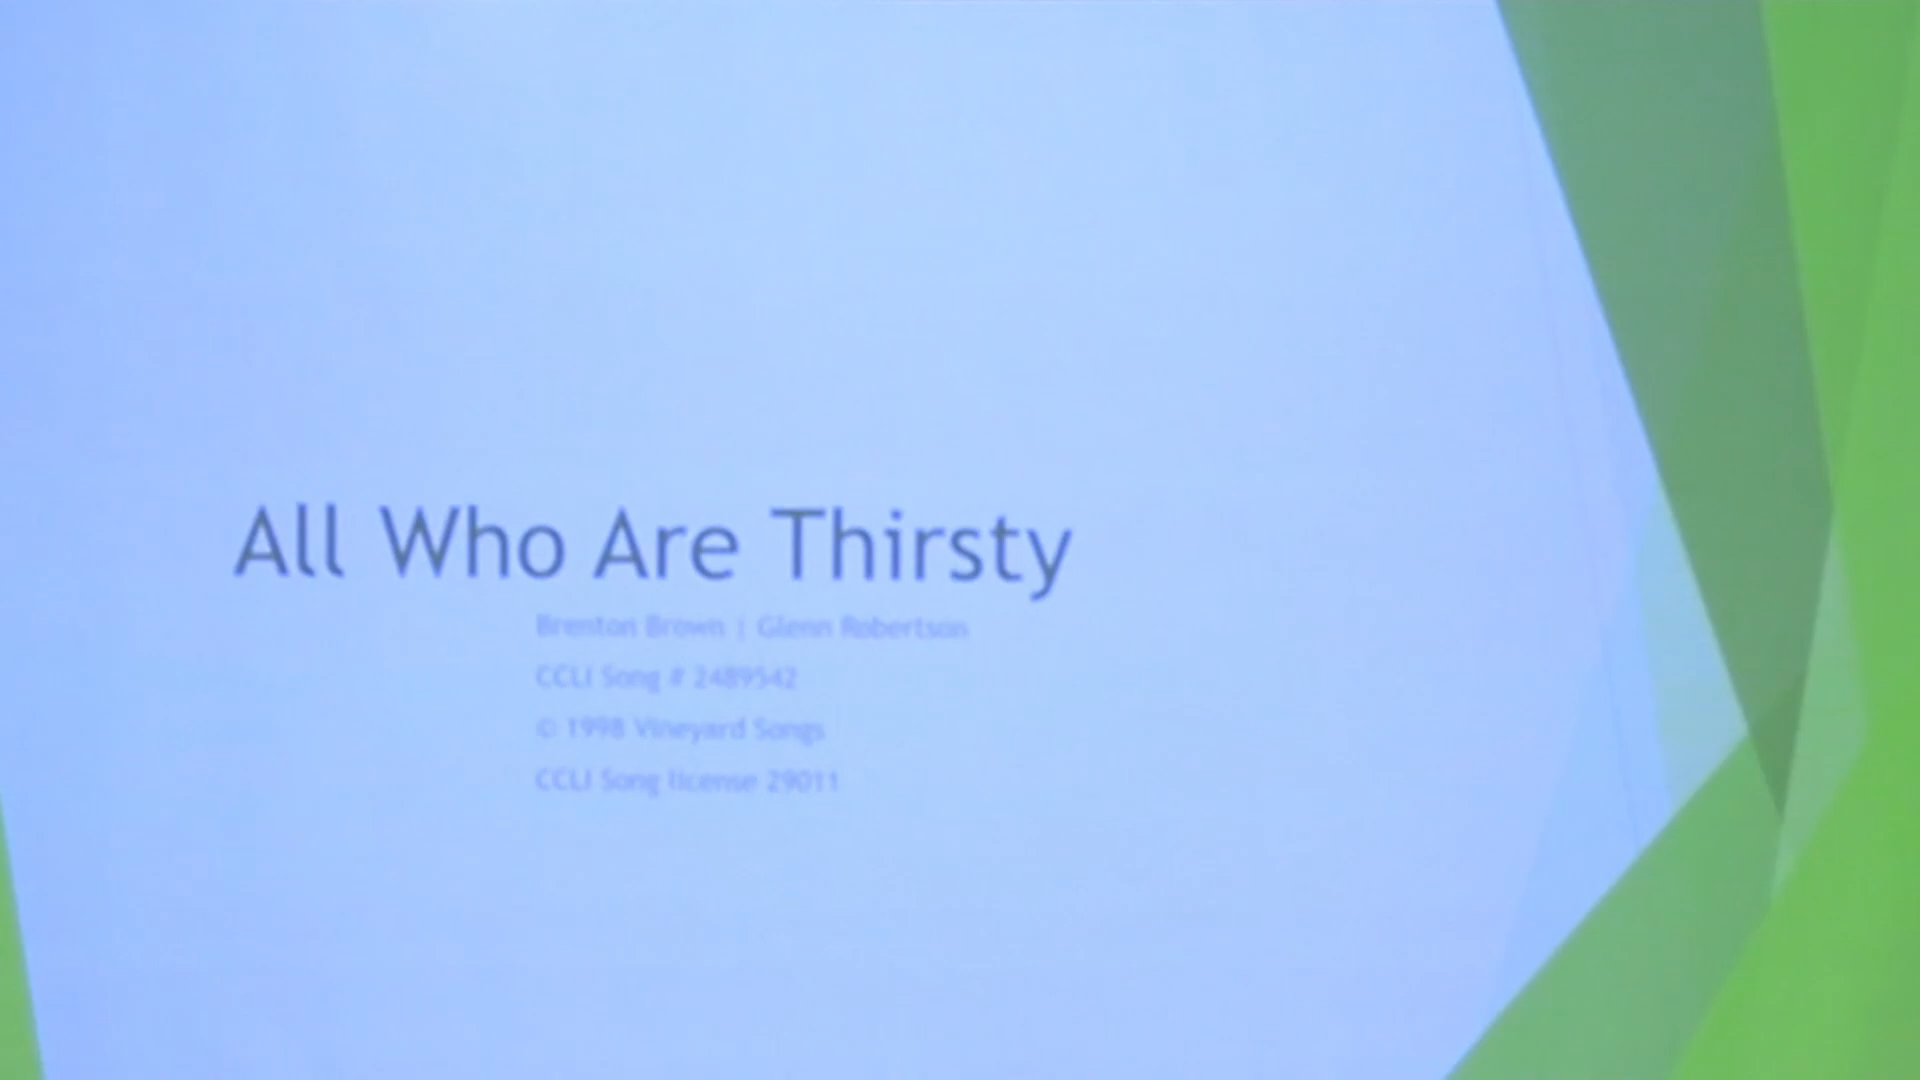 All Who Are Thirsty
Brenton Brown | Glenn Robertson
CCLI Song # 2489542
© 1998 Vineyard Songs
CCLI Song license 29011